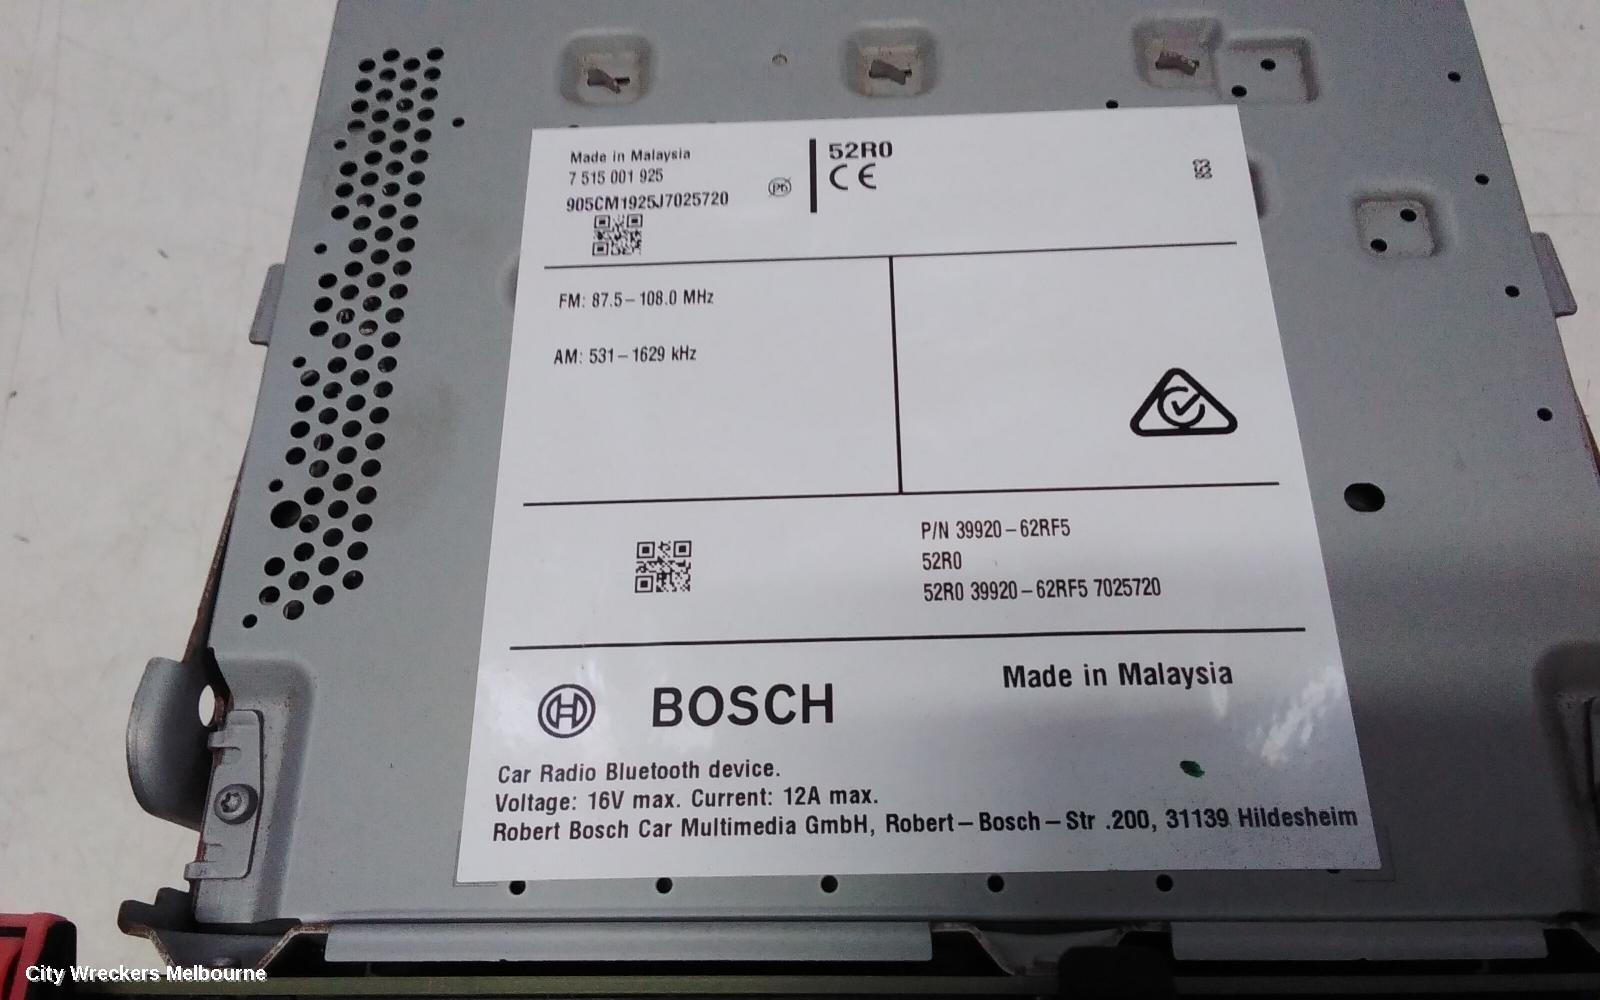 Made in Malaysia
7 515 001 925
905CM1925J7025720
52R0
CE
FM: 87.5–108.0 MHz
AM: 531–1629 kHz
P/N 39920–62RF5
52R0
52R0 39920–62RF5 7025720
BOSCH
Made in Malaysia
Car Radio Bluetooth device.
Voltage: 16V max. Current: 12A max.
Robert Bosch Car Multimedia GmbH, Robert–Bosch–Str .200, 31139 Hildesheim
City Wreckers Melbourne